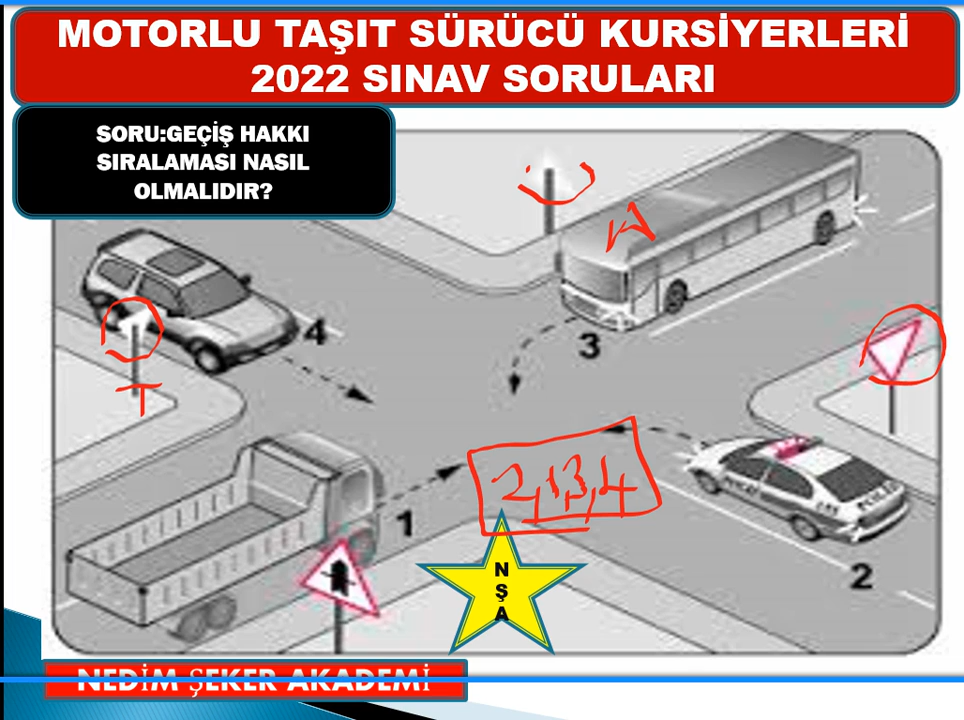 MOTORLU TAŞIT SÜRÜCÜ KURSİYERLERİ
2022 SINAV SORULARI
SORU:GEÇİŞ HAKKI
SIRALAMASI NASIL
OLMALIDIR?
A
4
3
T
2,1,3,4
1
2
N
Ş
A
NEDİM ŞEKER AKADEMİ